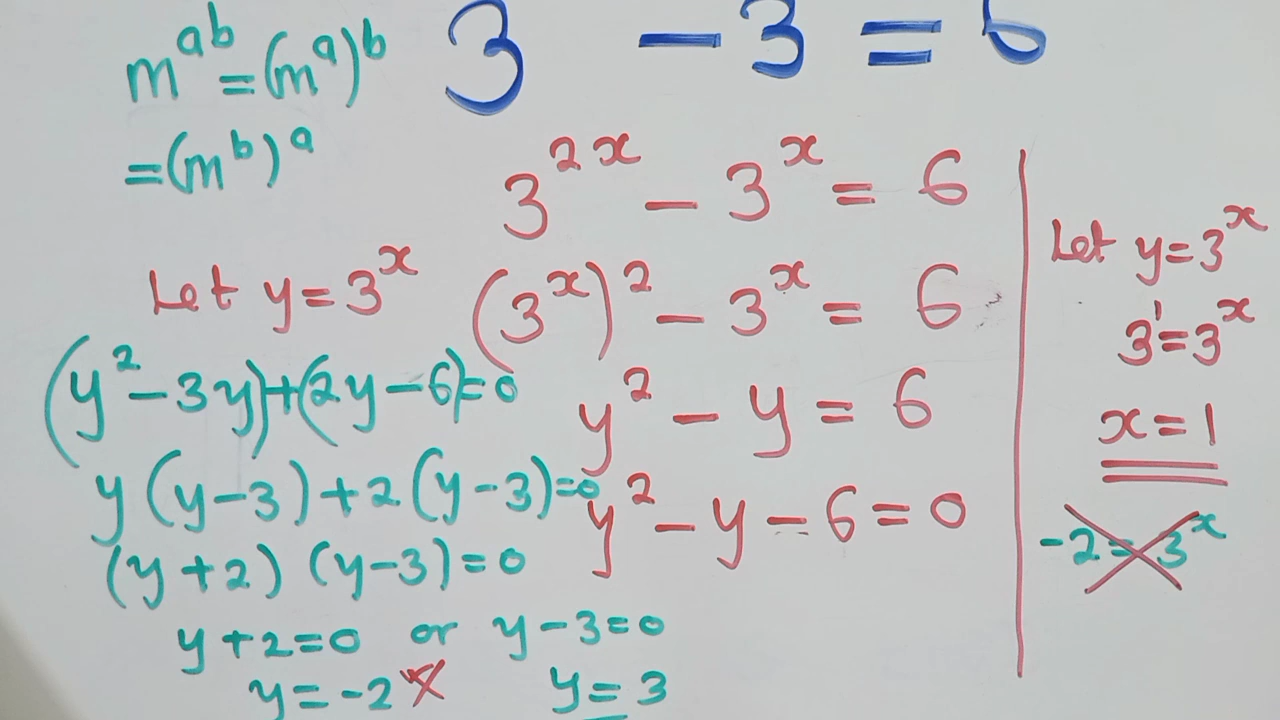 3 - 3 = 6
m^{ab} = (m^a)^b
= (m^b)^a
3^{2x} - 3^x = 6
Let y = 3^x
(3^x)^2 - 3^x = 6
y^2 - y = 6
y^2 - y - 6 = 0
(y^2 - 3y) + (2y - 6) = 0
y(y - 3) + 2(y - 3) = 0
(y + 2) (y - 3) = 0
y + 2 = 0 or y - 3 = 0
y = -2 y = 3
Let y = 3^x
3^1 = 3^x
x = 1
-2 = 3^x